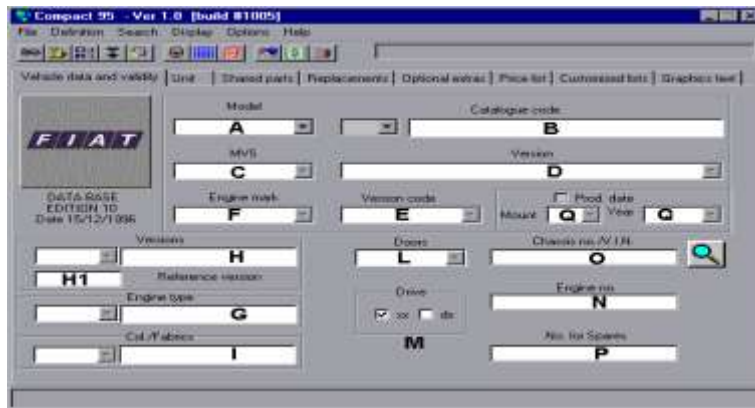 Compact 95 - Ver 1.0 [build #1005]
File Definition Search Display Options Help
Vehicle data and validity Unit Shared parts Replacements Optional extras Price list Customised lists Graphics text
Model Catalogue code
FIAT
A B
MVS Version
C D
DATA BASE
EDITION 10
Date 15/12/1996
Engine mark Version code Prod. date
F E Mount Q Year Q
Versions Doors Chassis no./V.I.N.
H L O
H1 Reference version
Engine type Drive Engine no.
G sx dx N
Col./Fabrics M No. for Spares
I P